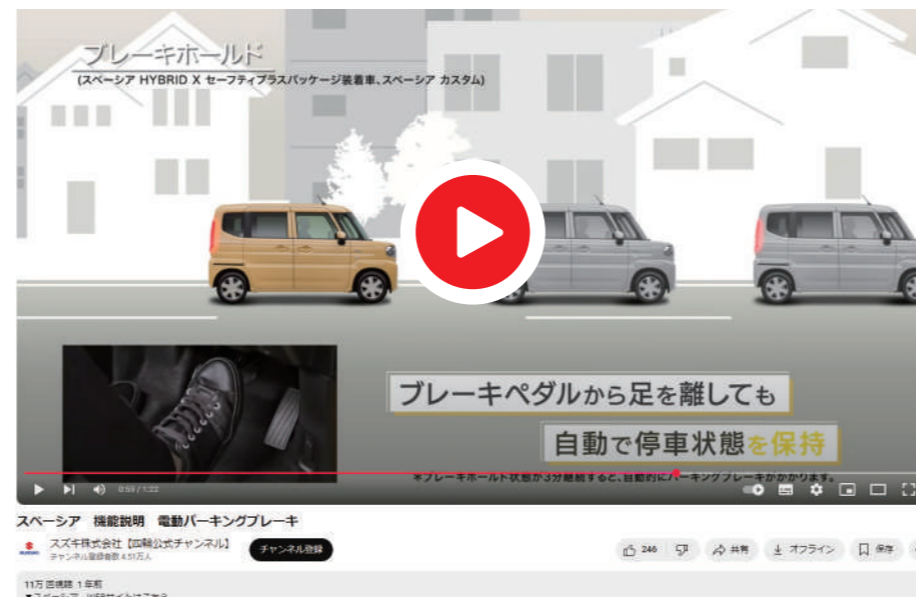 ブレーキホールド
(スペーシア HYBRID X セーフティプラスパッケージ装着車、スペーシア カスタム)
ブレーキペダルから足を離しても
自動で停車状態を保持
*ブレーキホールド状態が3分継続すると、自動的にパーキングブレーキがかかります。
0:59 / 1:22
スペーシア 機能説明 電動パーキングブレーキ
スズキ株式会社【四輪公式チャンネル】
チャンネル登録者数 4.51万人
チャンネル登録
246
共有
オフライン
保存
11万 回視聴 1 年前